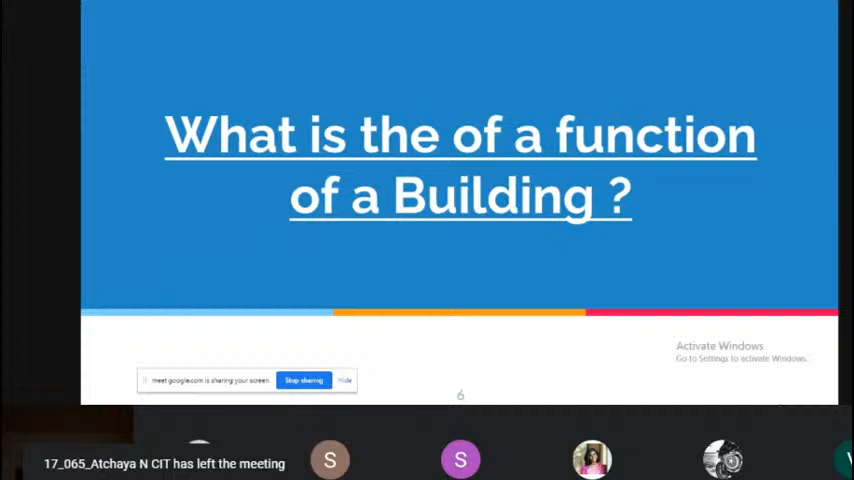 What is the of a function
of a Building ?
Activate Windows
Go to Settings to activate Windows.
meet.google.com is sharing your screen
Stop sharing
Hide
6
17_065_Atchaya N CIT has left the meeting
S
S
V